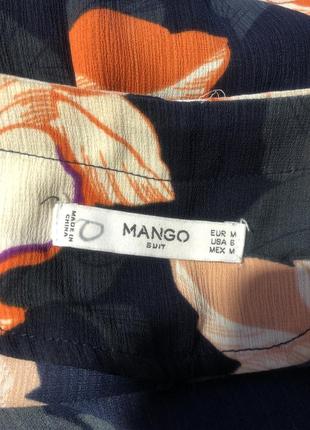 MADE IN
CHINA
MANGO
SUIT
EUR M
USA 6
MEX M